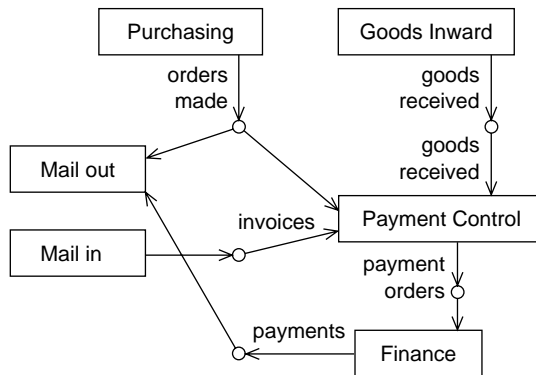 Purchasing
Goods Inward
orders
made
goods
received
goods
received
Mail out
invoices
Payment Control
Mail in
payment
orders
payments
Finance